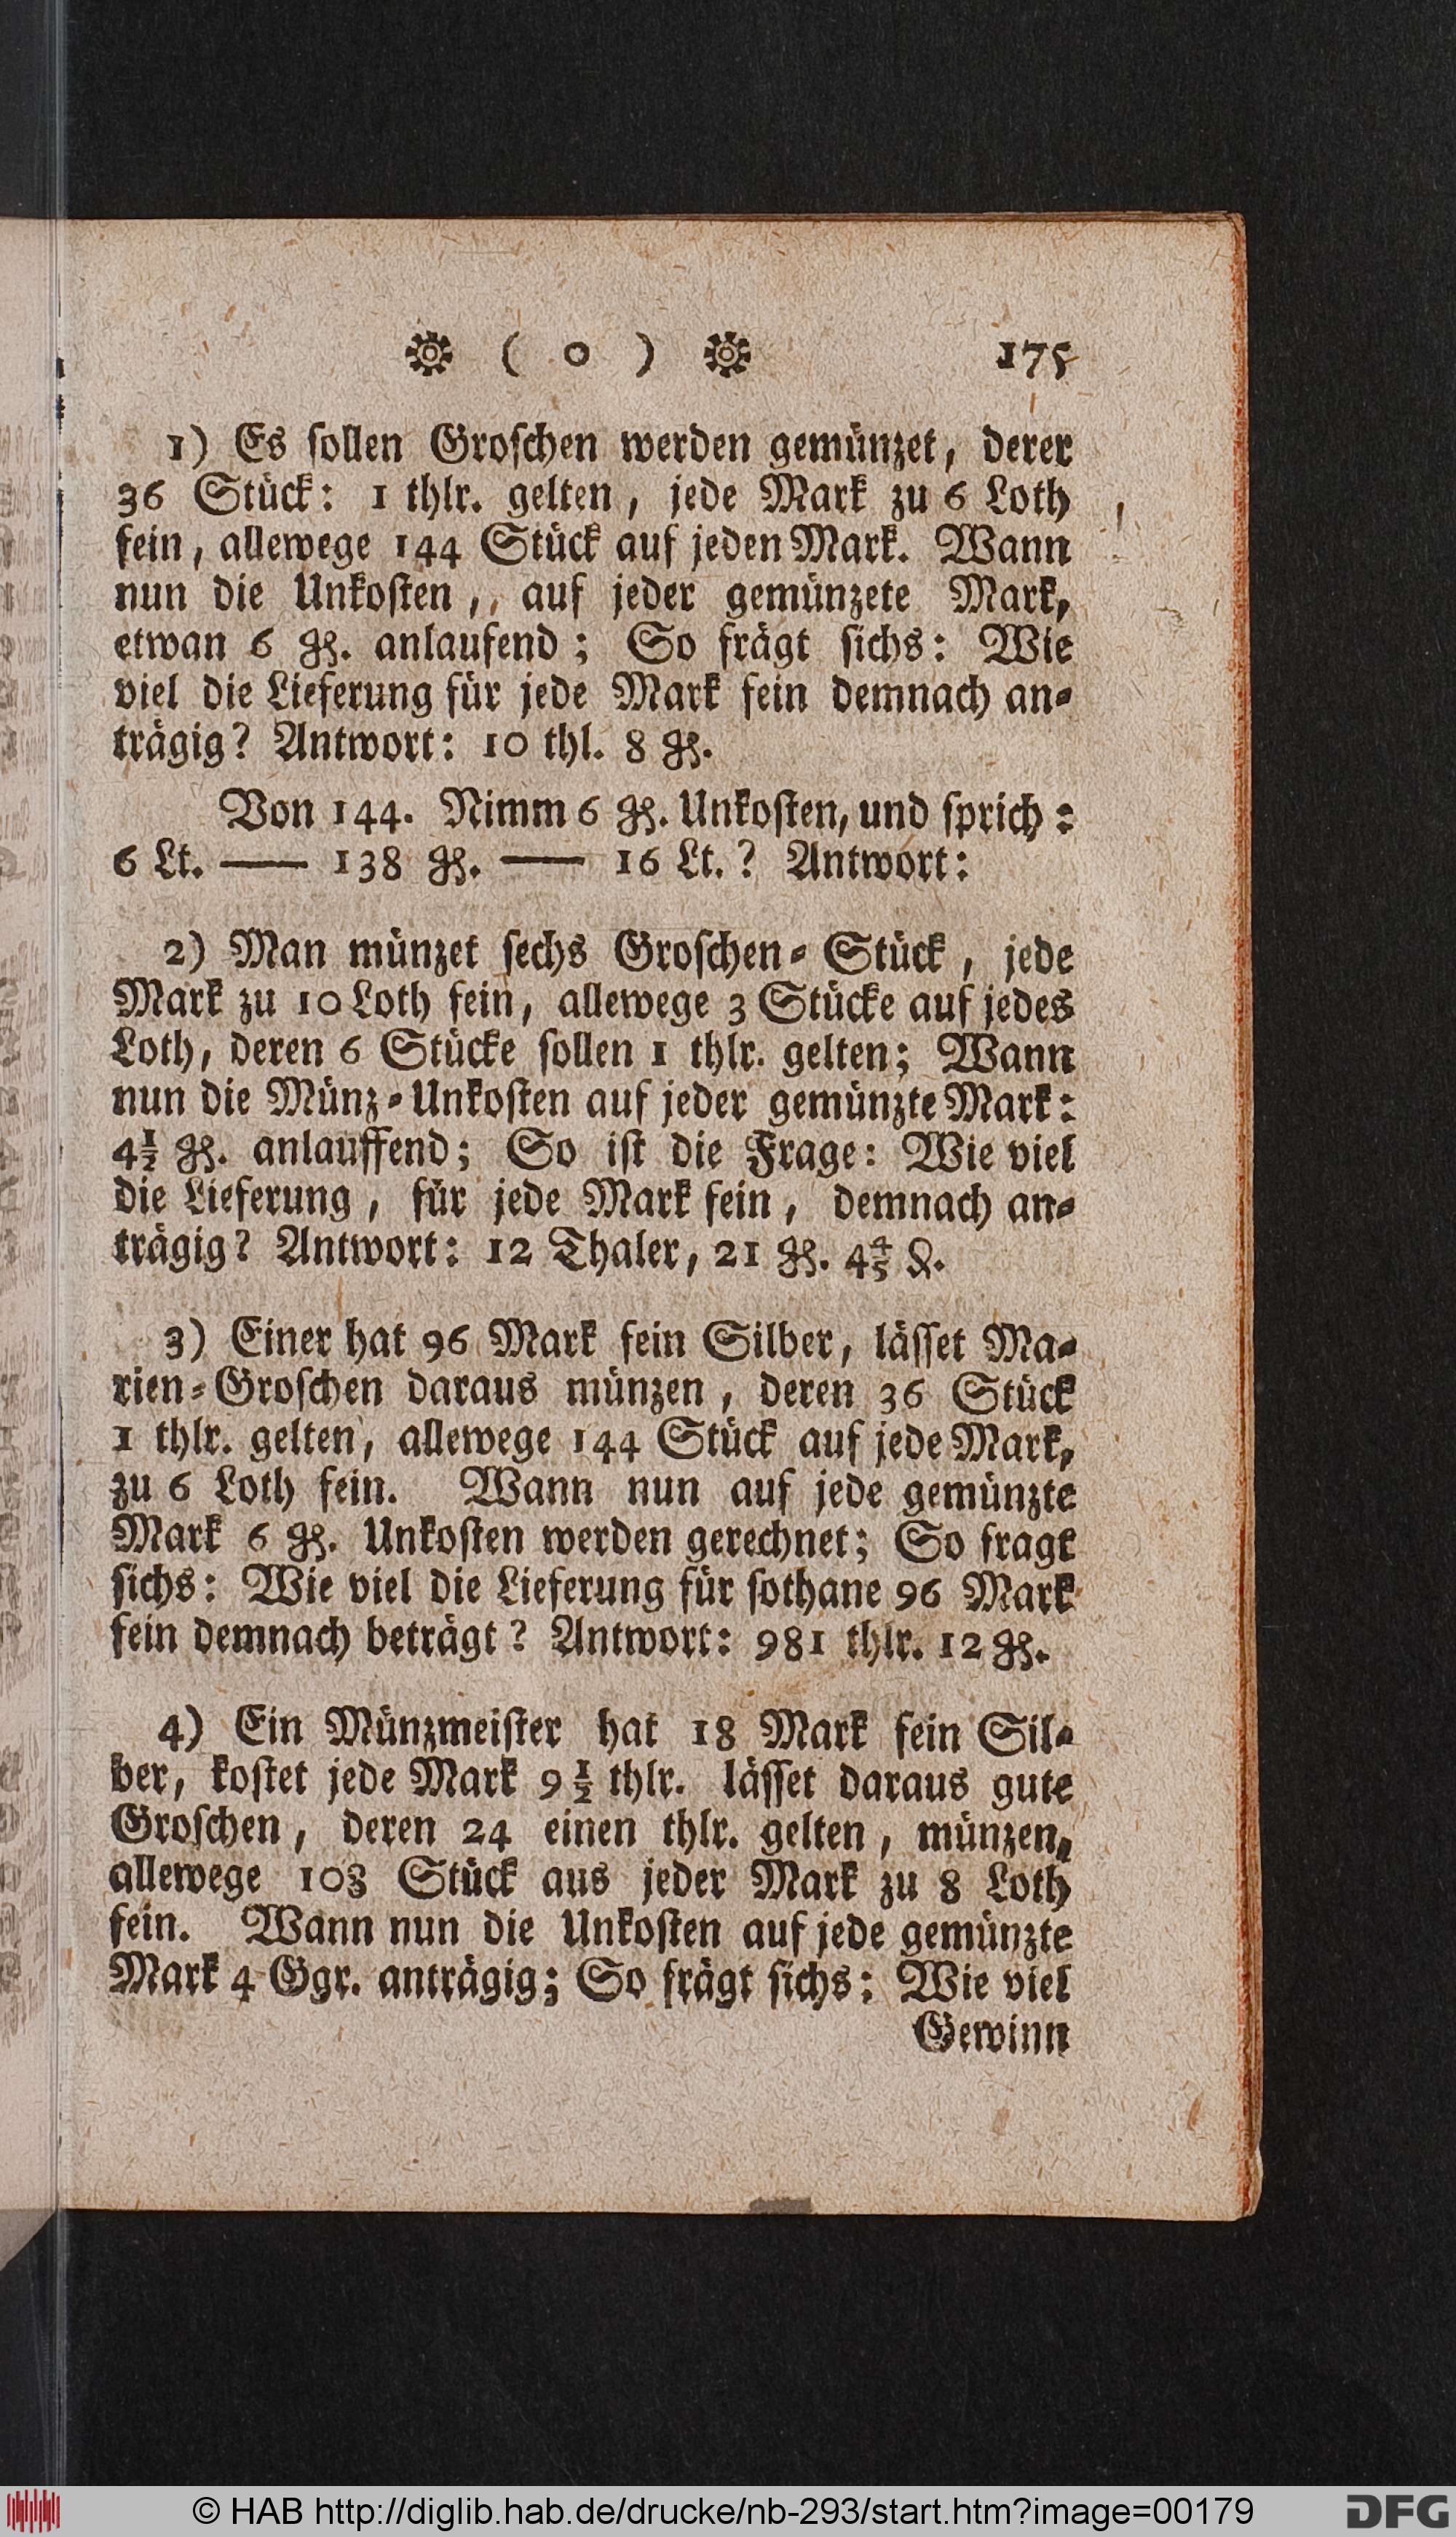 ( o ) 175
1) Es ſollen Groſchen werden gemünzet, derer
36 Stück: 1 thlr. gelten, jede Mark zu 6 Loth
fein, allewege 144 Stück auf jeden Mark. Wann
nun die Unkoſten,, auf jeder gemünzete Mark,
etwan 6 gß. anlaufend; So frägt ſichs: Wie
viel die Lieferung für jede Mark fein demnach an-
trägig? Antwort: 10 thl. 8 gß.
Von 144. Nimm 6 gß. Unkoſten, und ſprich:
6 Lt. —— 138 gß. —— 16 Lt.? Antwort:
2) Man münzet ſechs Groſchen-Stück, jede
Mark zu 10 Loth fein, allewege 3 Stücke auf jedes
Loth, deren 6 Stücke ſollen 1 thlr. gelten; Wann
nun die Münz-Unkoſten auf jeder gemünzte Mark:
4½ gß. anlauffend; So iſt die Frage: Wie viel
die Lieferung, für jede Mark fein, demnach an-
trägig? Antwort: 12 Thaler, 21 gß. 4⅘ ₰.
3) Einer hat 96 Mark fein Silber, läſſet Ma-
rien-Groſchen daraus münzen, deren 36 Stück
1 thlr. gelten, allewege 144 Stück auf jede Mark,
zu 6 Loth fein. Wann nun auf jede gemünzte
Mark 6 gß. Unkoſten werden gerechnet; So fragt
ſichs: Wie viel die Lieferung für ſothane 96 Mark
fein demnach beträgt? Antwort: 981 thlr. 12 gß.
4) Ein Münzmeiſter hat 18 Mark fein Sil-
ber, koſtet jede Mark 9½ thlr. läſſet daraus gute
Groſchen, deren 24 einen thlr. gelten, münzen,
allewege 103 Stück aus jeder Mark zu 8 Loth
fein. Wann nun die Unkoſten auf jede gemünzte
Mark 4 Ggr. anträgig; So frägt ſichs: Wie viel
Gewinn
© HAB http://diglib.hab.de/drucke/nb-293/start.htm?image=00179
DFG